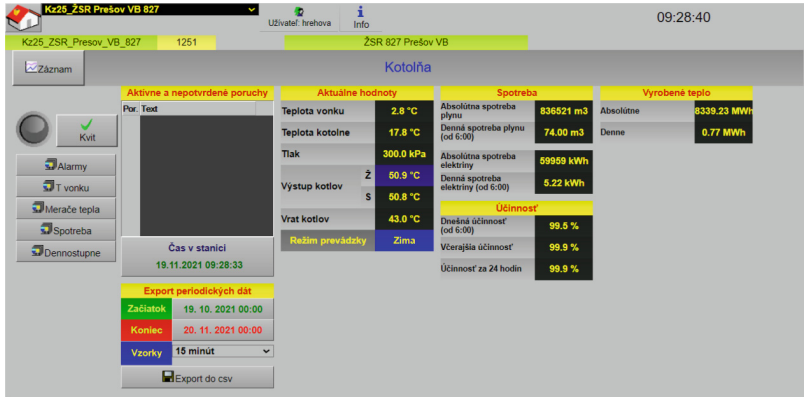 Kz25_ŽSR Prešov VB 827
Užívateľ: hrehova
Info
09:28:40
Kz25_ZSR_Presov_VB_827
1251
ŽSR 827 Prešov VB
Záznam
Kotolňa
Kvit
Alarmy
T vonku
Merače tepla
Spotreba
Dennostupne
Aktívne a nepotvrdené poruchy
Por. Text
Čas v stanici
19.11.2021 09:28:33
Export periodických dát
Začiatok 19. 10. 2021 00:00
Koniec 20. 11. 2021 00:00
Vzorky 15 minút
Export do csv
Aktuálne hodnoty
Teplota vonku 2.8 °C
Teplota kotolne 17.8 °C
Tlak 300.0 kPa
Výstup kotlov
Ž 50.9 °C
S 50.8 °C
Vrat kotlov 43.0 °C
Režim prevádzky Zima
Spotreba
Absolútna spotreba
plynu
836521 m3
Denná spotreba plynu
(od 6:00)
74.00 m3
Absolútna spotreba
elektriny
59959 kWh
Denná spotreba
elektriny (od 6:00)
5.22 kWh
Účinnosť
Dnešná účinnosť
(od 6:00)
99.5 %
Včerajšia účinnosť 99.9 %
Účinnosť za 24 hodin 99.9 %
Vyrobené teplo
Absolútne 8339.23 MWh
Denne 0.77 MWh